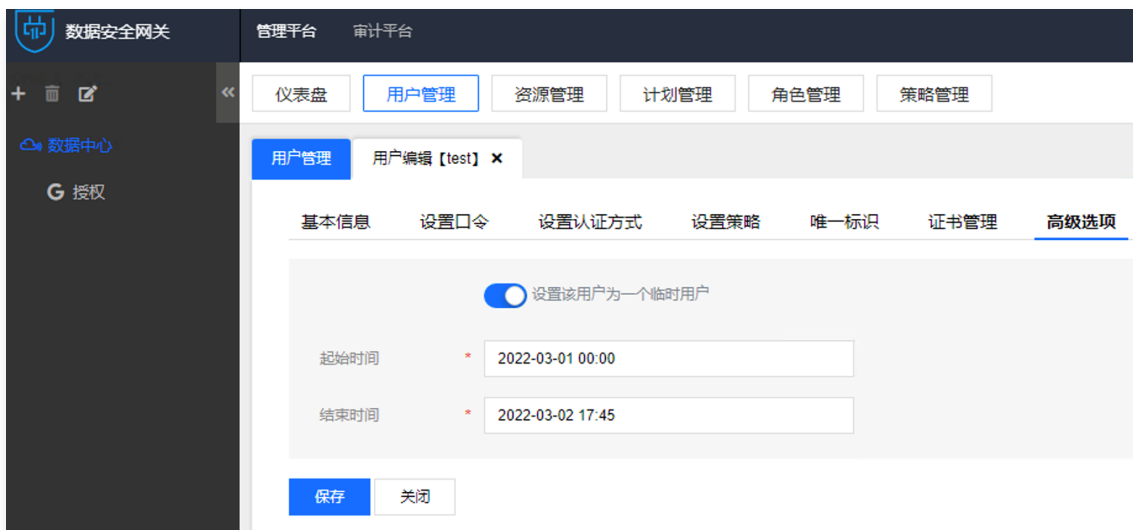 数据安全网关 管理平台 审计平台
仪表盘 用户管理 资源管理 计划管理 角色管理 策略管理
数据中心
授权
用户管理 用户编辑【test】
基本信息 设置口令 设置认证方式 设置策略 唯一标识 证书管理 高级选项
设置该用户为一个临时用户
起始时间 * 2022-03-01 00:00
结束时间 * 2022-03-02 17:45
保存 关闭